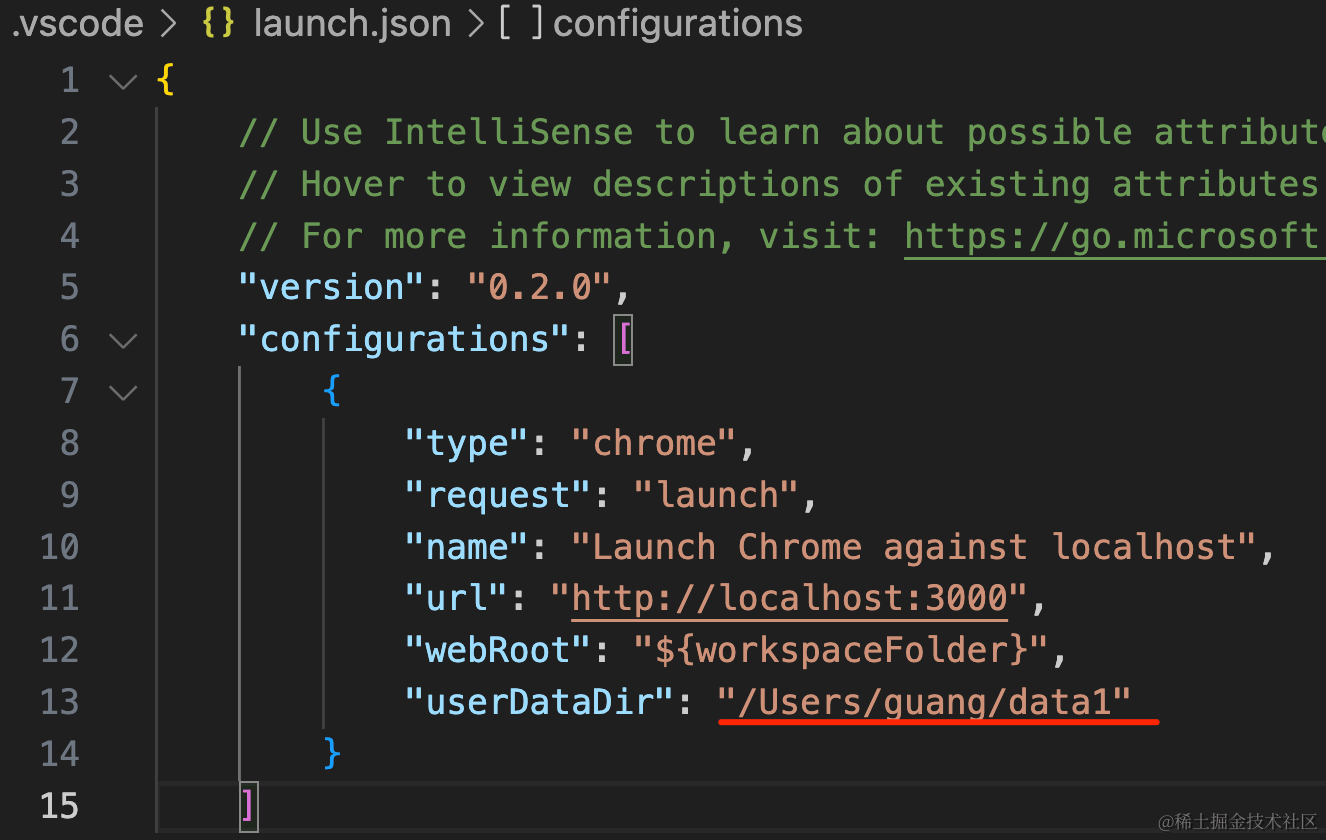 .vscode > {} launch.json > [ ] configurations
1 {
2 // Use IntelliSense to learn about possible attribute
3 // Hover to view descriptions of existing attributes
4 // For more information, visit: https://go.microsoft
5 "version": "0.2.0",
6 "configurations": [
7 {
8 "type": "chrome",
9 "request": "launch",
10 "name": "Launch Chrome against localhost",
11 "url": "http://localhost:3000",
12 "webRoot": "${workspaceFolder}",
13 "userDataDir": "/Users/guang/data1"
14 }
15 ]
@稀土掘金技术社区